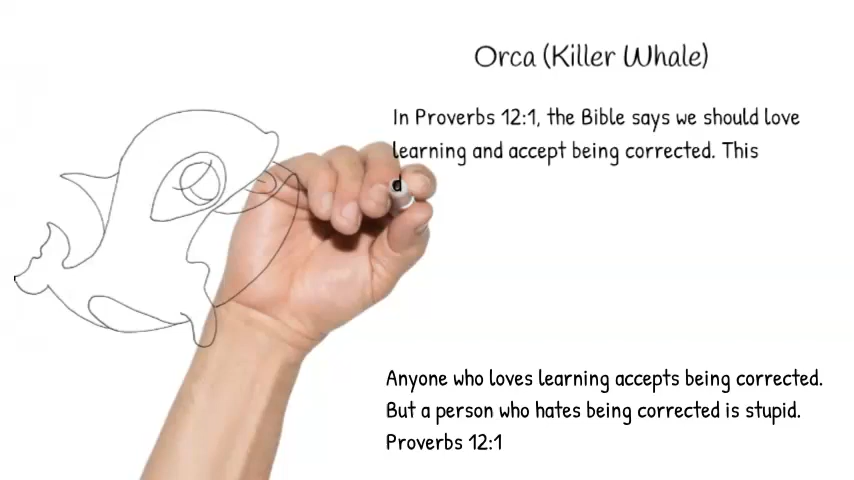 Orca (Killer Whale)
In Proverbs 12:1, the Bible says we should love
learning and accept being corrected. This
Anyone who loves learning accepts being corrected.
But a person who hates being corrected is stupid.
Proverbs 12:1